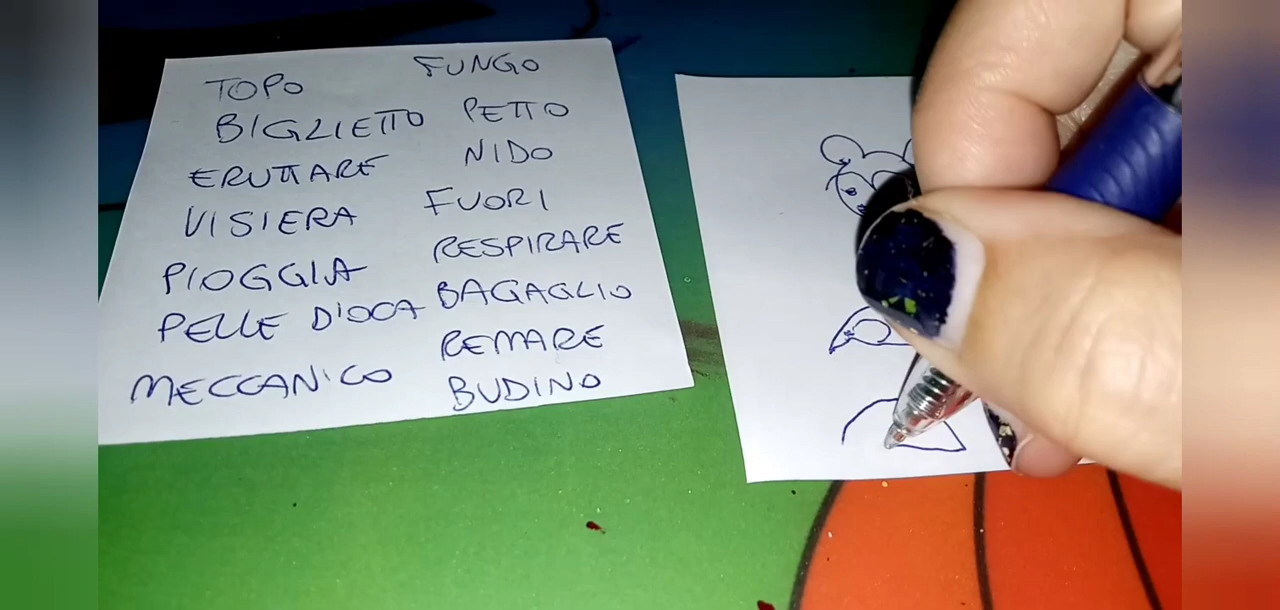 TOPO
BIGLIETTO
ERUTTARE
VISIERA
PIOGGIA
PELLE D'OCA
MECCANICO
FUNGO
PETTO
NIDO
FUORI
RESPIRARE
BAGAGLIO
REMARE
BUDINO